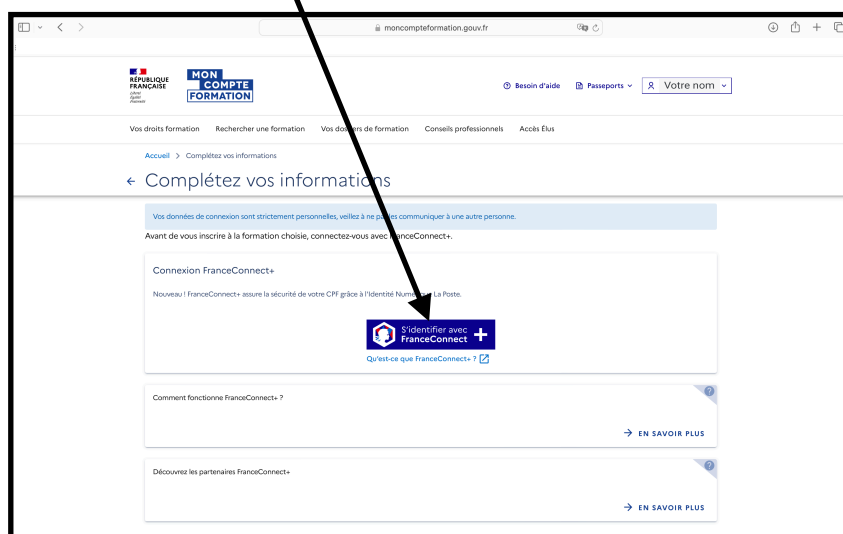 moncompteformation.gouv.fr
RÉPUBLIQUE
FRANÇAISE
Liberté
Égalité
Fraternité
MON
COMPTE
FORMATION
Besoin d'aide
Passeports
Votre nom
Vos droits formation
Rechercher une formation
Vos dossiers de formation
Conseils professionnels
Accès Élus
Accueil > Complétez vos informations
← Complétez vos informations
Vos données de connexion sont strictement personnelles, veillez à ne pas les communiquer à une autre personne.
Avant de vous inscrire à la formation choisie, connectez-vous avec FranceConnect+.
Connexion FranceConnect+
Nouveau ! FranceConnect+ assure la sécurité de votre CPF grâce à l'Identité Numérique La Poste.
S'identifier avec
FranceConnect +
Qu'est-ce que FranceConnect+ ?
Comment fonctionne FranceConnect+ ?
?
→ EN SAVOIR PLUS
Découvrez les partenaires FranceConnect+
?
→ EN SAVOIR PLUS